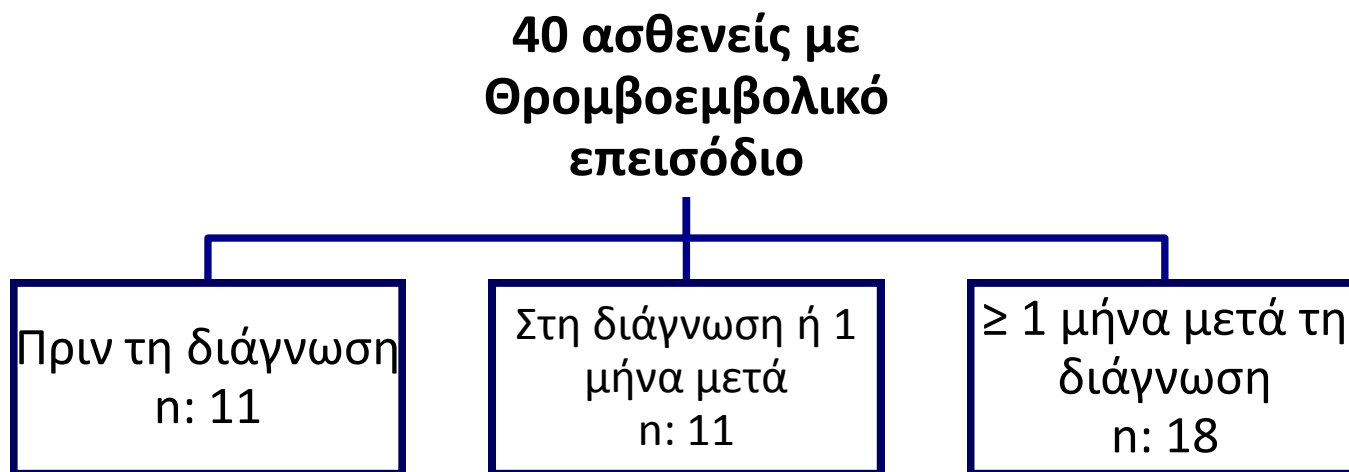 40 ασθενείς με
Θρομβοεμβολικό
επεισόδιο
Πριν τη διάγνωση
n: 11
Στη διάγνωση ή 1
μήνα μετά
n: 11
≥ 1 μήνα μετά τη
διάγνωση
n: 18